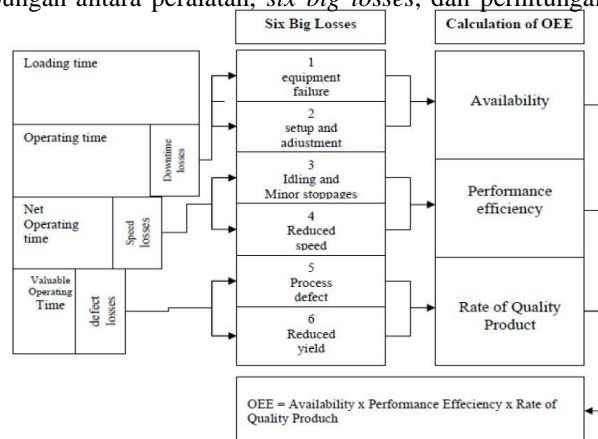 ungan antara peralatan, six big losses, dan perhitungan
Six Big Losses
Calculation of OEE
Loading time
Operating time
Downtime
losses
Net
Operating
time
Speed
losses
Valuable
Operating
Time
defect
losses
1
equipment
failure
2
setup and
adjustment
3
Idling and
Minor stoppages
4
Reduced
speed
5
Process
defect
6
Reduced
yield
Availability
Performance
efficiency
Rate of Quality
Product
OEE = Availability x Performance Effeciency x Rate of
Quality Produch